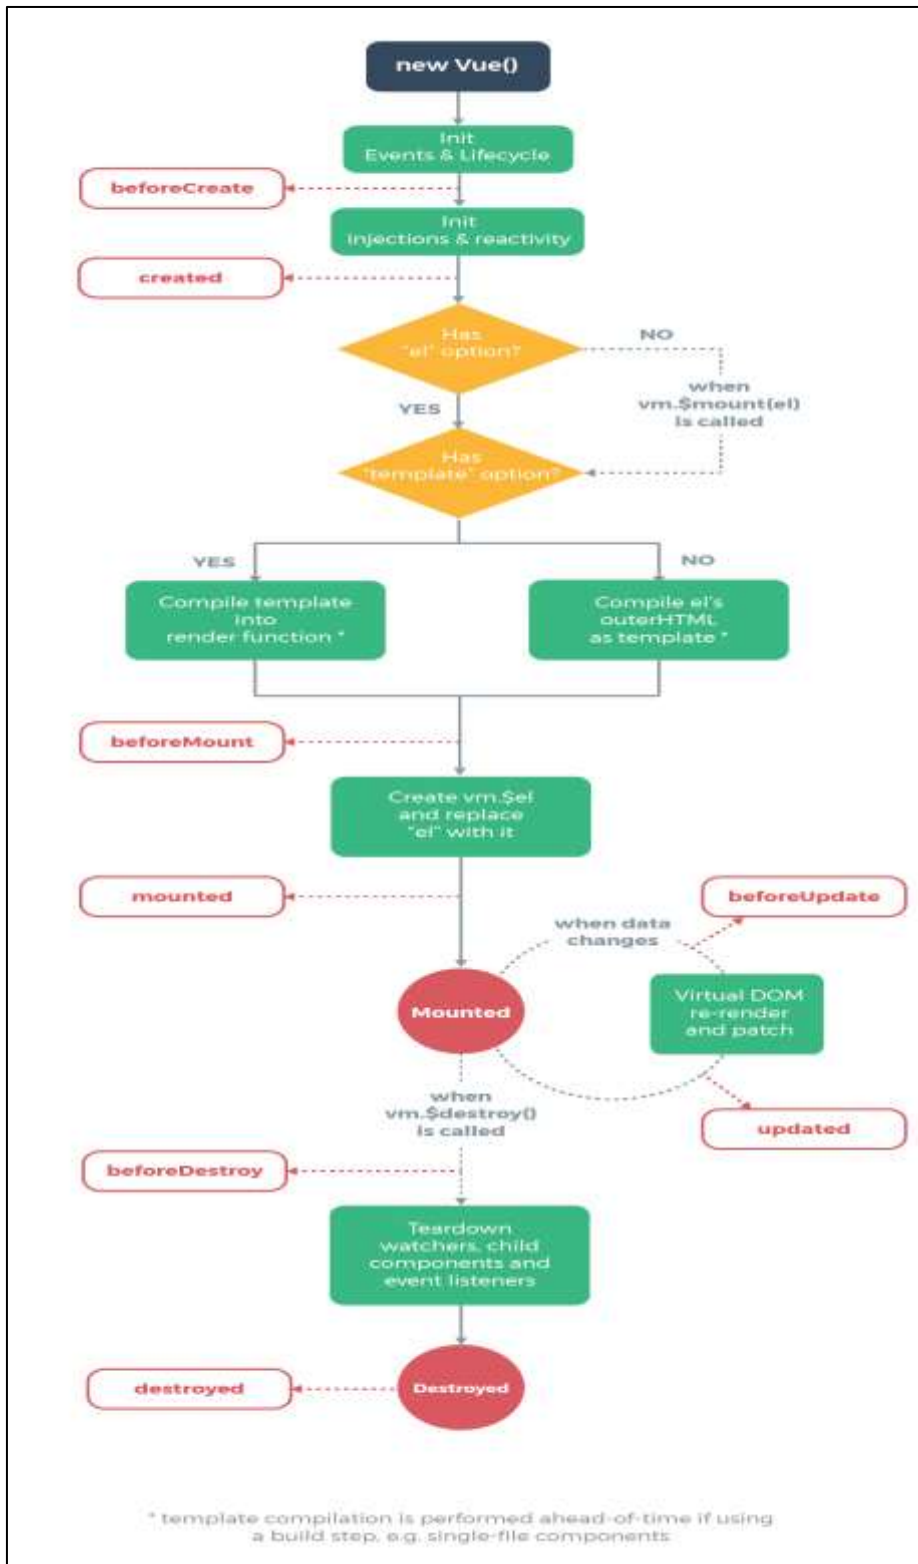 new Vue()
Init
Events & Lifecycle
beforeCreate
Init
injections & reactivity
created
Has
"el" option?
NO
when
vm.$mount(el)
is called
YES
Has
"template" option?
YES
NO
Compile template
into
render function *
Compile el's
outerHTML
as template *
beforeMount
Create vm.$el
and replace
"el" with it
mounted
beforeUpdate
when data
changes
Mounted
Virtual DOM
re-render
and patch
when
vm.$destroy()
is called
updated
beforeDestroy
Teardown
watchers, child
components and
event listeners
destroyed
Destroyed
* template compilation is performed ahead-of-time if using
a build step, e.g. single-file components